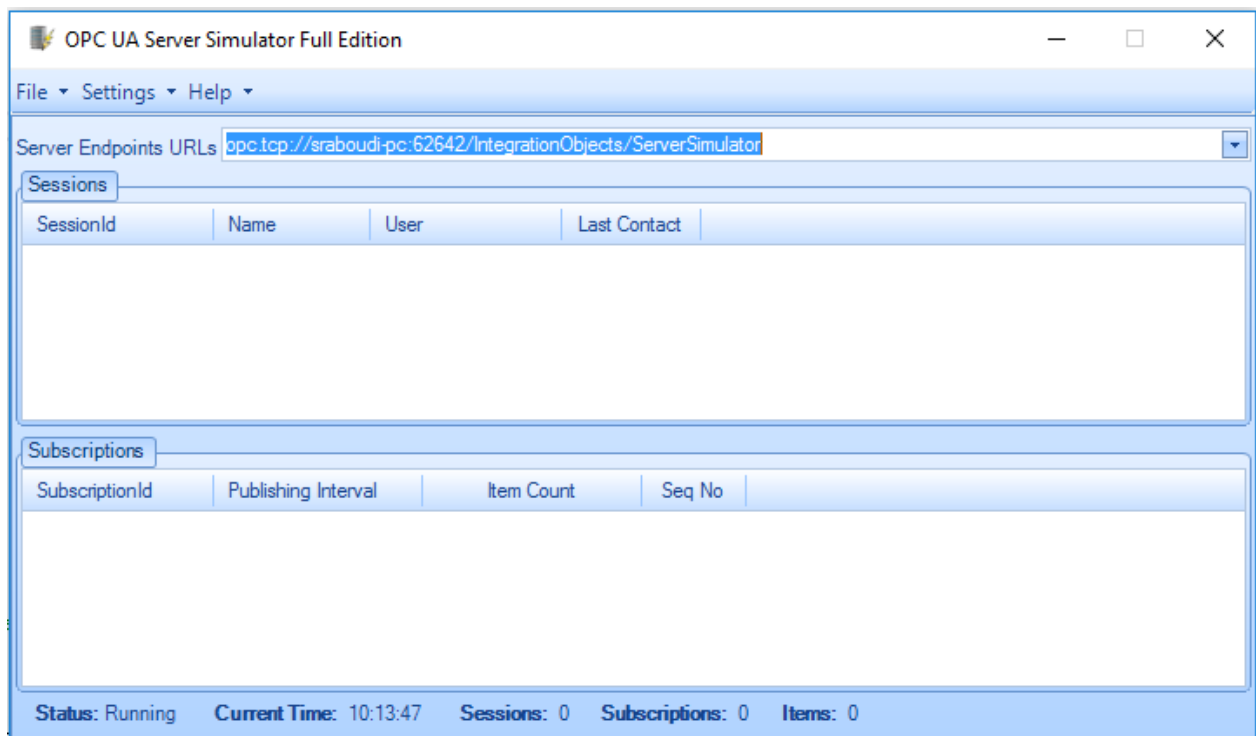 OPC UA Server Simulator Full Edition
File Settings Help
Server Endpoints URLs opc.tcp://sraboudi-pc:62642/IntegrationObjects/ServerSimulator
Sessions
SessionId Name User Last Contact
Subscriptions
SubscriptionId Publishing Interval Item Count Seq No
Status: Running Current Time: 10:13:47 Sessions: 0 Subscriptions: 0 Items: 0